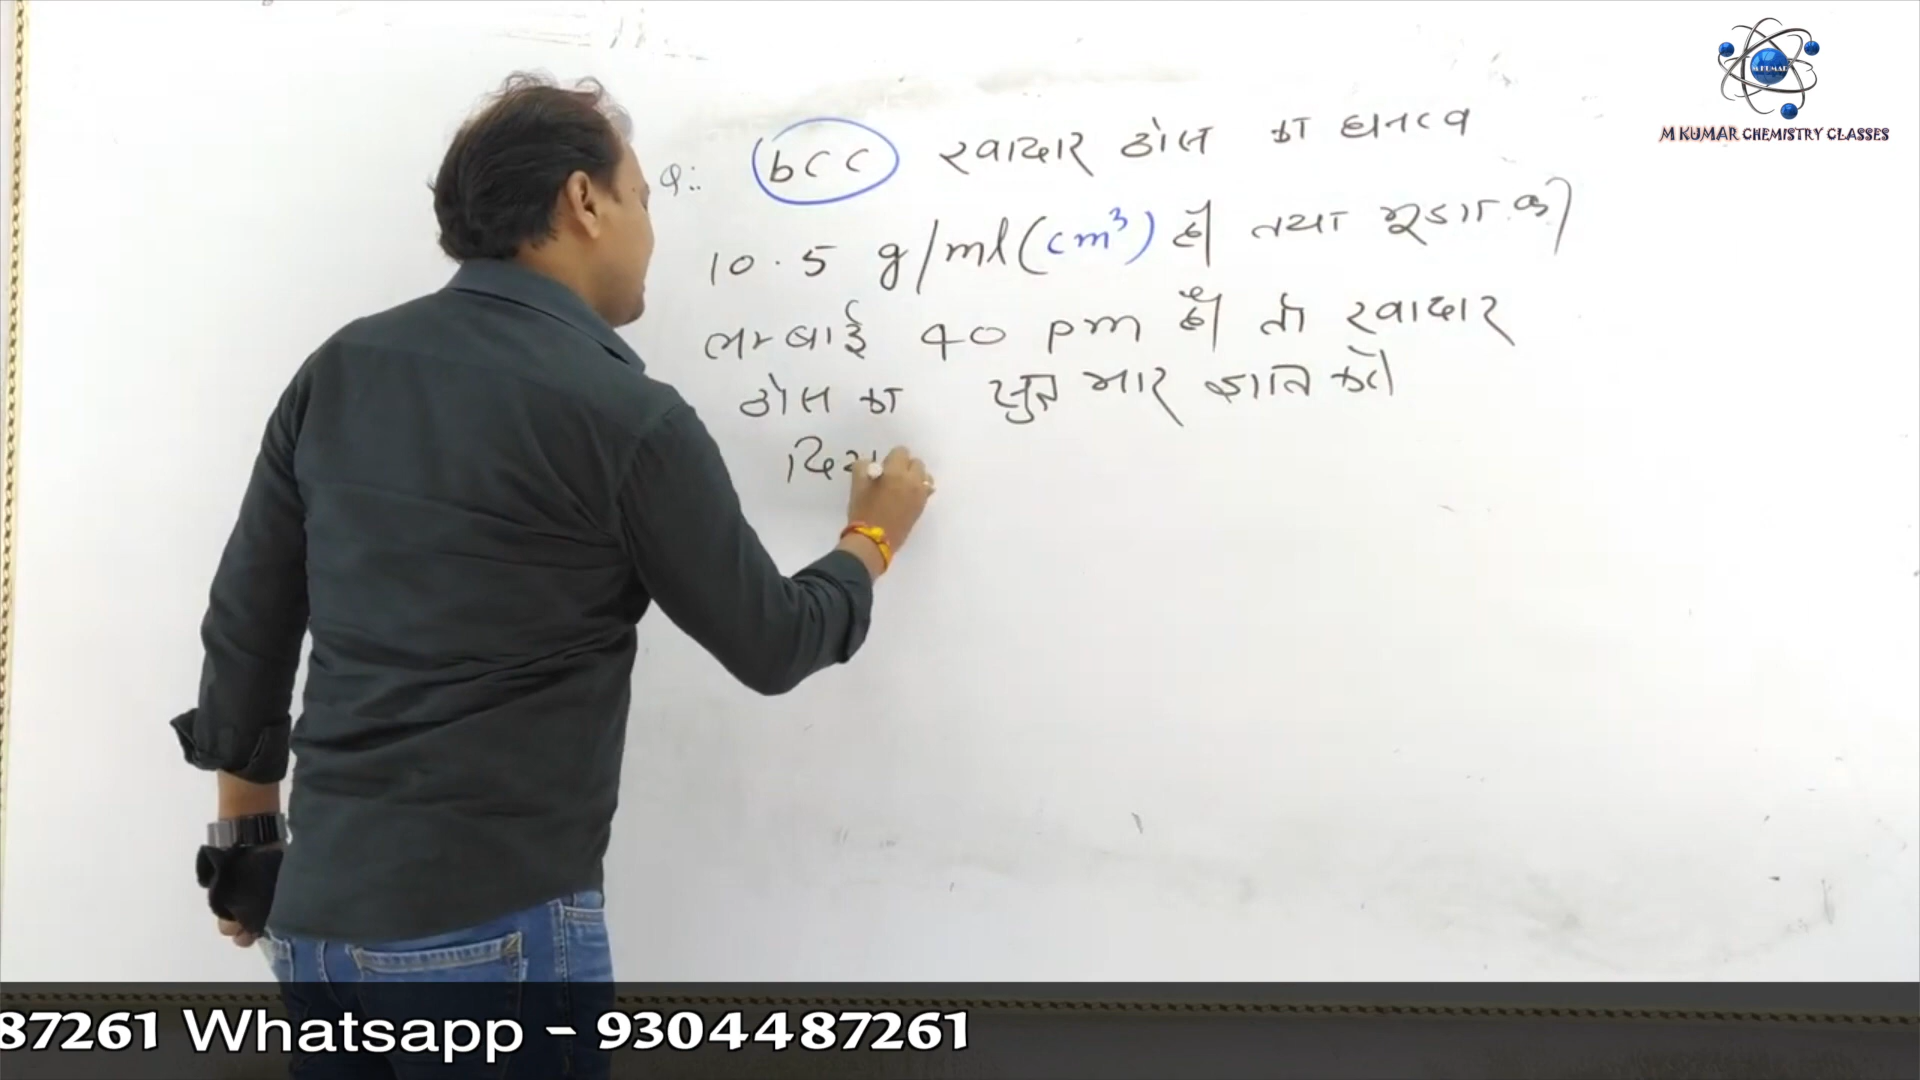 Q:. bcc रवादार ठोस का घनत्व
10.5 g/ml (cm³) है तथा भूजा की
लम्बाई 40 pm है तो रवादार
ठोस का सुत्र भार ज्ञात करें
दिया
M KUMAR
M KUMAR CHEMISTRY CLASSES
87261 Whatsapp - 9304487261